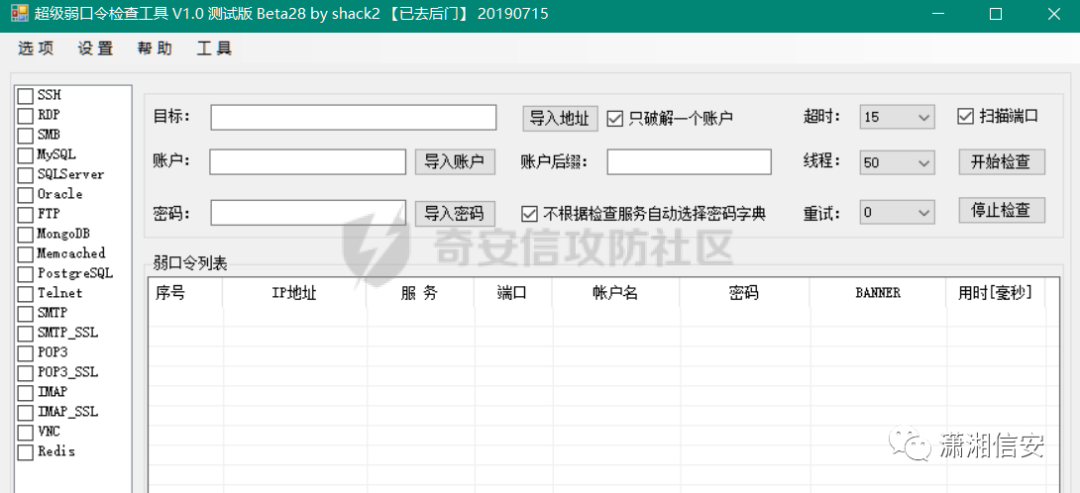 超级弱口令检查工具 V1.0 测试版 Beta28 by shack2 【已去后门】 20190715
选项 设置 帮助 工具
SSH
RDP
SMB
MySQL
SQLServer
Oracle
FTP
MongoDB
Memcached
PostgreSQL
Telnet
SMTP
SMTP_SSL
POP3
POP3_SSL
IMAP
IMAP_SSL
VNC
Redis
目标： 导入地址 只破解一个账户 超时： 15 扫描端口
账户： 导入账户 账户后缀： 线程： 50 开始检查
密码： 导入密码 不根据检查服务自动选择密码字典 重试： 0 停止检查
奇安信攻防社区
弱口令列表
序号 IP地址 服 务 端口 帐户名 密码 BANNER 用时[毫秒]
潇湘信安